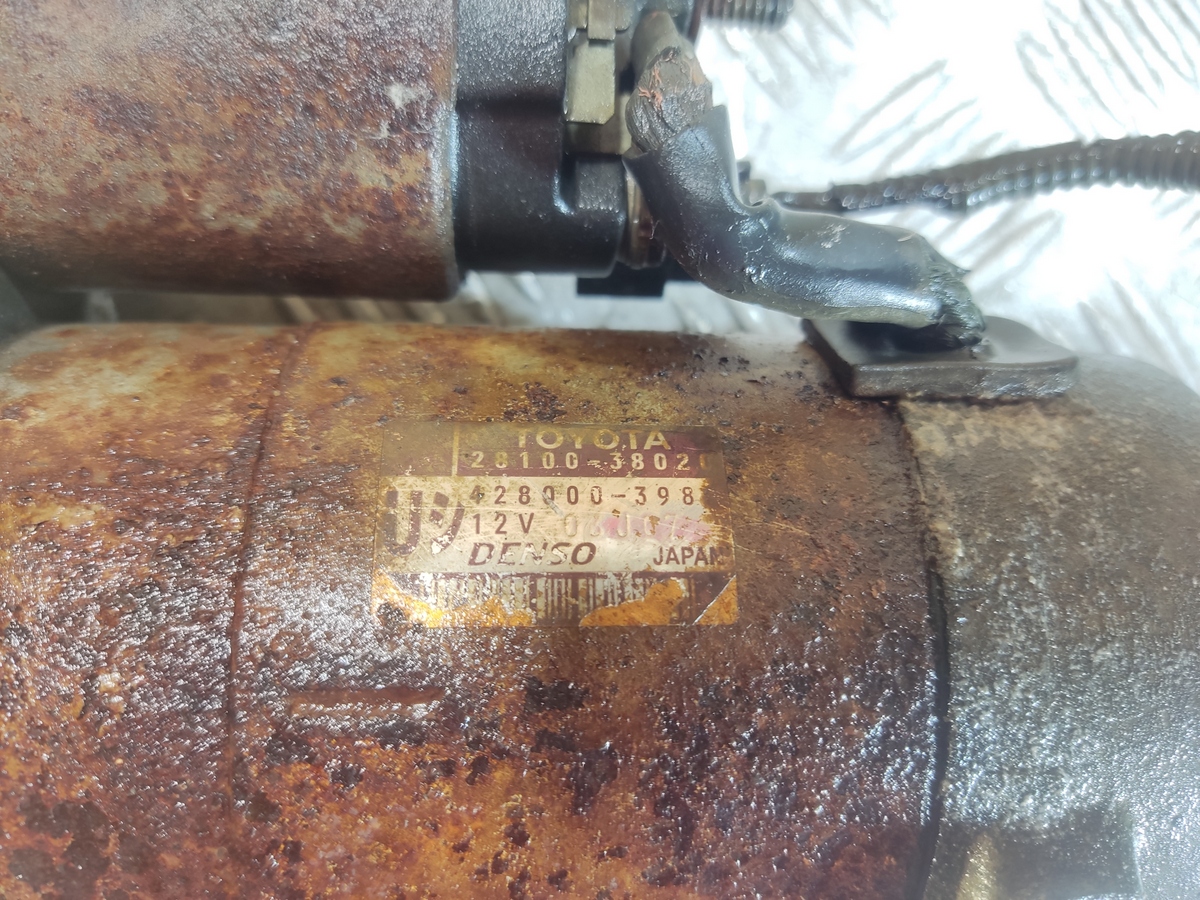 TOYOTA
28100-3802
428000-398
12V
DENSO JAPAN